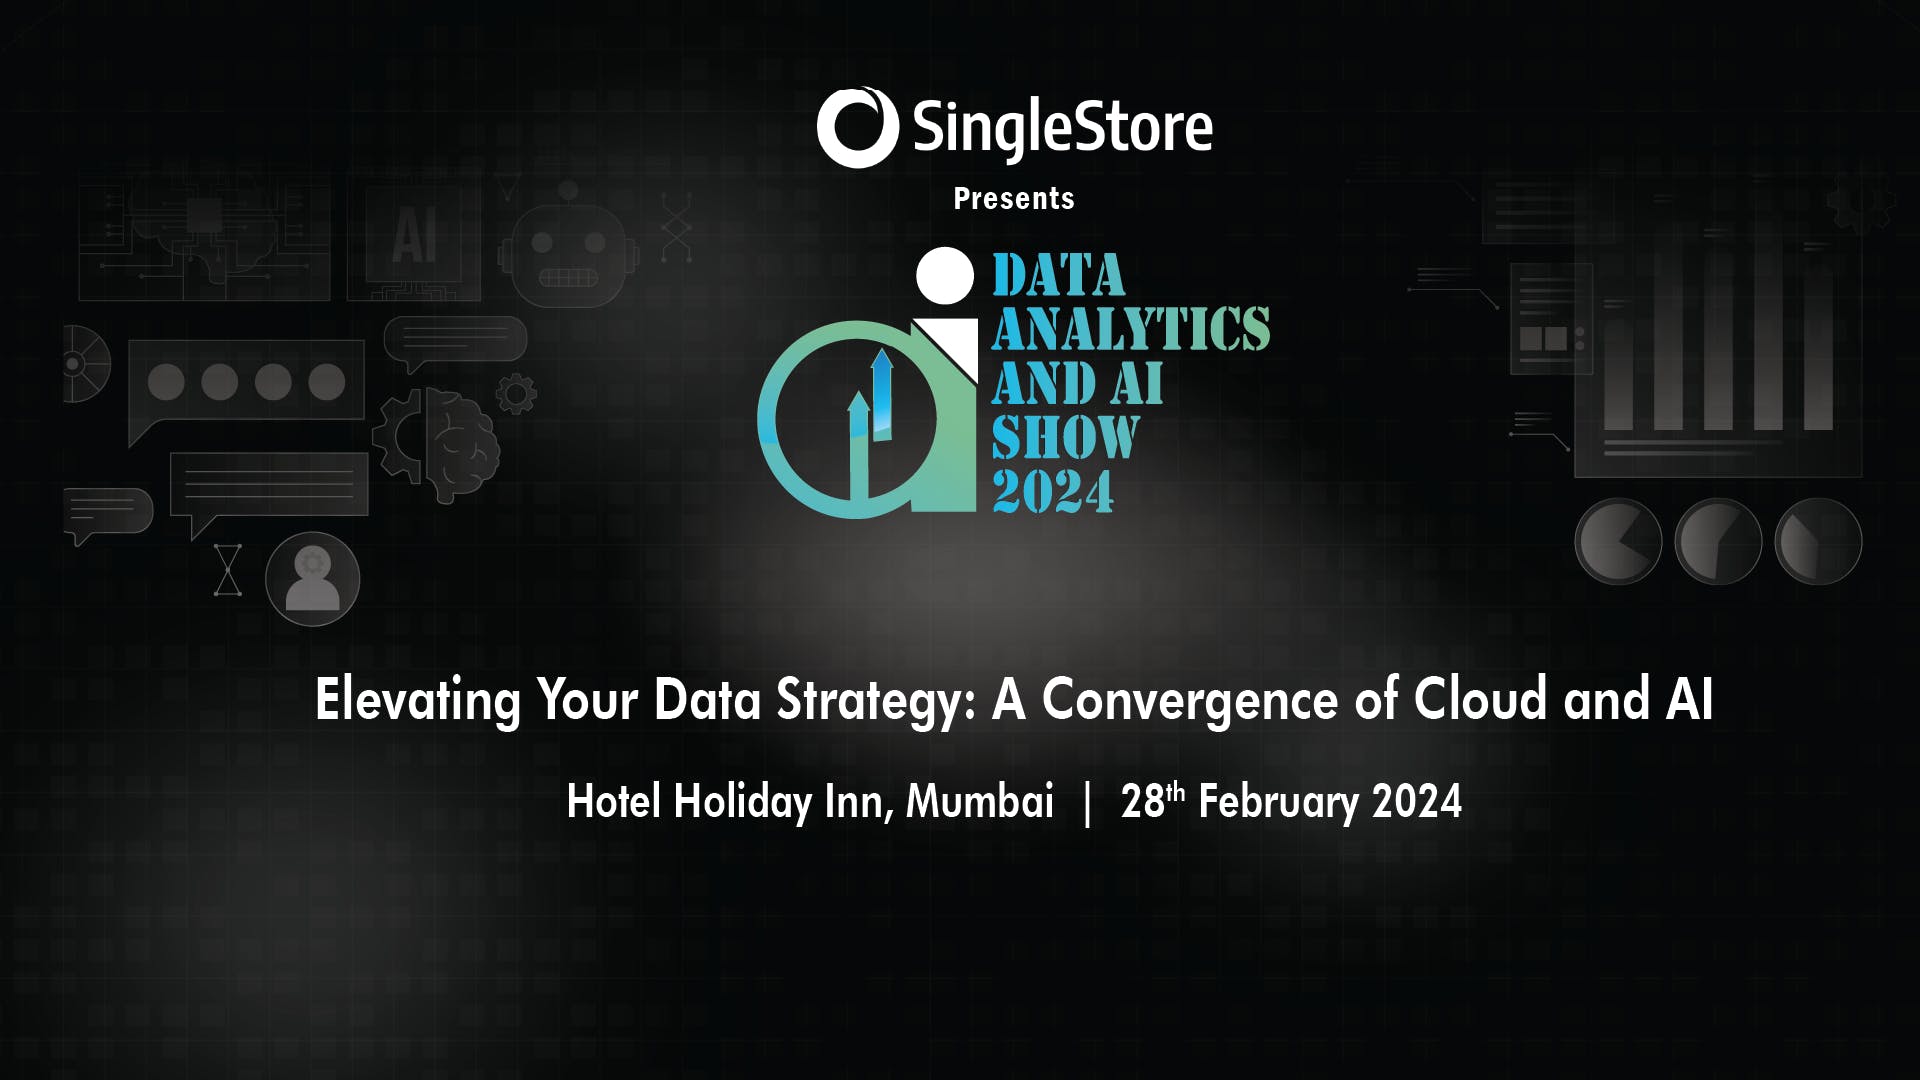 SingleStore
Presents
DATA
ANALYTICS
AND AI
SHOW
2024
AI
Elevating Your Data Strategy: A Convergence of Cloud and AI
Hotel Holiday Inn, Mumbai | 28th February 2024